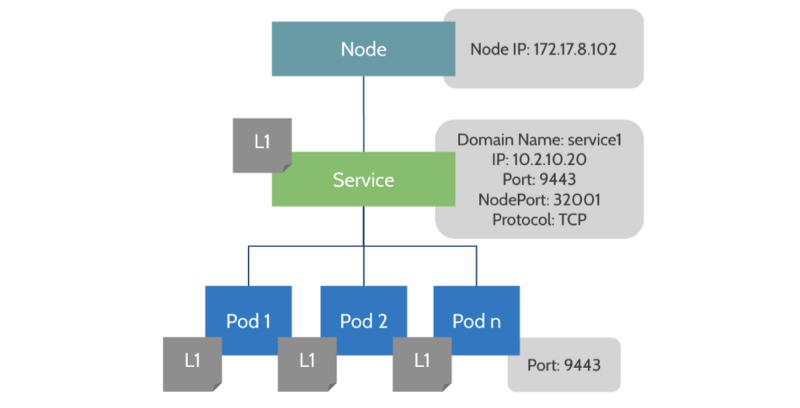 Node
Node IP: 172.17.8.102
L1
Service
Domain Name: service1
IP: 10.2.10.20
Port: 9443
NodePort: 32001
Protocol: TCP
Pod 1
Pod 2
Pod n
L1
L1
L1
Port: 9443